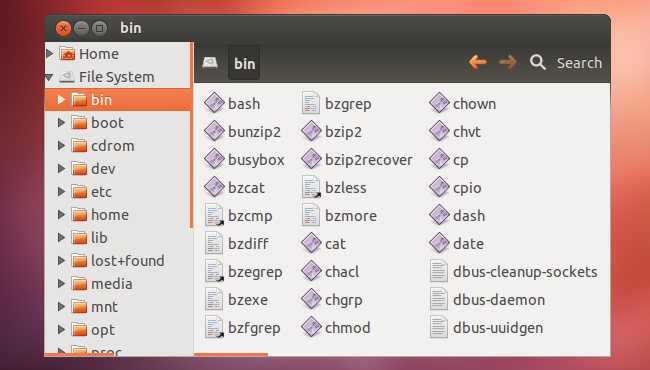 bin
Home
File System
bin
boot
cdrom
dev
etc
home
lib
lost+found
media
mnt
opt
proc
bin
Search
bash
bunzip2
busybox
bzcat
bzcmp
bzdiff
bzegrep
bzexe
bzfgrep
bzgrep
bzip2
bzip2recover
bzless
bzmore
cat
chacl
chgrp
chmod
chown
chvt
cp
cpio
dash
date
dbus-cleanup-sockets
dbus-daemon
dbus-uuidgen